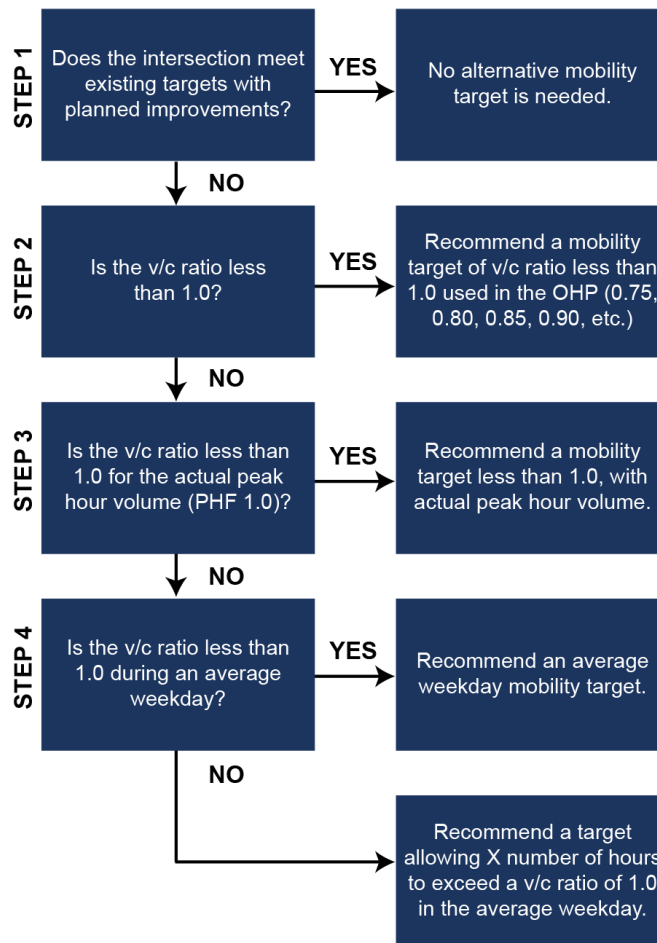 STEP 1
Does the intersection meet
existing targets with
planned improvements?
YES
No alternative mobility
target is needed.
NO
STEP 2
Is the v/c ratio less
than 1.0?
YES
Recommend a mobility
target of v/c ratio less than
1.0 used in the OHP (0.75,
0.80, 0.85, 0.90, etc.)
NO
STEP 3
Is the v/c ratio less than
1.0 for the actual peak
hour volume (PHF 1.0)?
YES
Recommend a mobility
target less than 1.0, with
actual peak hour volume.
NO
STEP 4
Is the v/c ratio less than
1.0 during an average
weekday?
YES
Recommend an average
weekday mobility target.
NO
Recommend a target
allowing X number of hours
to exceed a v/c ratio of 1.0
in the average weekday.